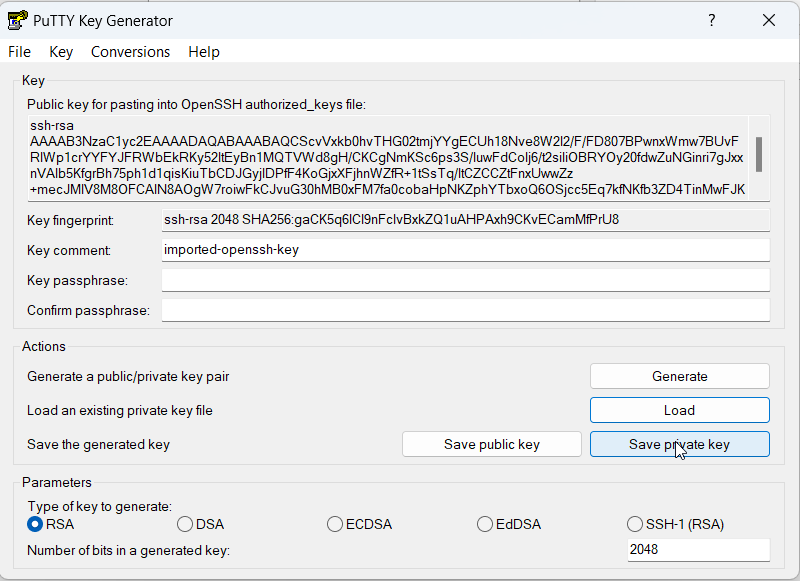 PuTTY Key Generator
?
File Key Conversions Help
Key
Public key for pasting into OpenSSH authorized_keys file:
ssh-rsa
AAAAB3NzaC1yc2EAAAADAQABAAABAQCScvVxkb0hvTHG02tmjYYgECUh18Nve8W2l2/F/FD807BPwnxWmw7BUvF
RlWp1crYYFYJFRWbEkRKy52ltEyBn1MQTVWd8gH/CKCgNmKSc6ps3S/IuwFdColj6/t2siliOBRYOy20fdwZuNGinri7gJxx
nVAlb5KfgrBh75ph1d1qisKiuTbCDJGyjIDPfF4KoGjxXFjhnWZfR+1tSsTq/ltCZCCZtFnxUwwZz
+mecJMlV8M8OFCAlN8AOgW7roiwFkCJvuG30hMB0xFM7fa0cobaHpNKZphYTbxoQ6OSjcc5Eq7kfNKfb3ZD4TinMwFJK
Key fingerprint: ssh-rsa 2048 SHA256:gaCK5q6lCl9nFclvBxkZQ1uAHPAxh9CKvECamMfPrU8
Key comment: imported-openssh-key
Key passphrase:
Confirm passphrase:
Actions
Generate a public/private key pair Generate
Load an existing private key file Load
Save the generated key Save public key Save private key
Parameters
Type of key to generate:
RSA DSA ECDSA EdDSA SSH-1 (RSA)
Number of bits in a generated key: 2048